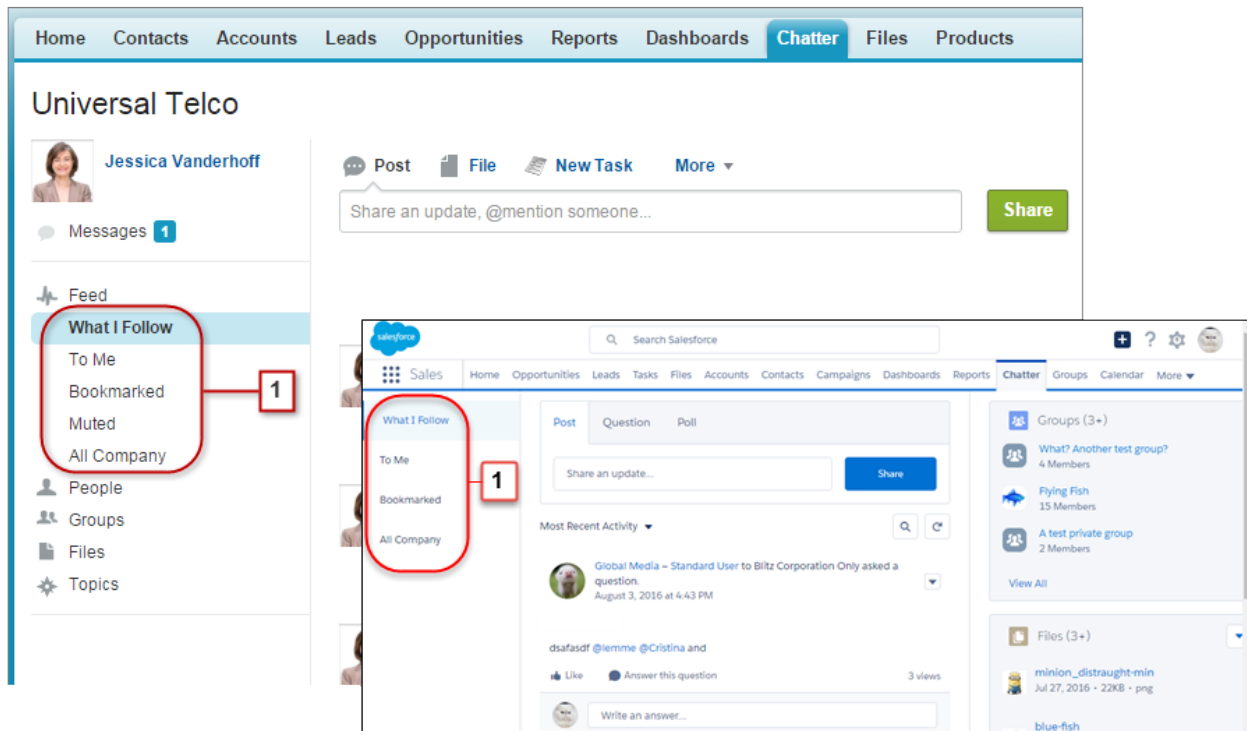 Home Contacts Accounts Leads Opportunities Reports Dashboards Chatter Files Products
Universal Telco
Jessica Vanderhoff
Messages 1
Post File New Task More
Share an update, @mention someone...
Share
Feed
What I Follow
To Me
Bookmarked
Muted
All Company
1
People
Groups
Files
Topics
salesforce
Search Salesforce
Sales Home Opportunities Leads Tasks Files Accounts Contacts Campaigns Dashboards Reports Chatter Groups Calendar More
What I Follow
To Me
Bookmarked
All Company
1
Post Question Poll
Share an update...
Share
Most Recent Activity
Global Media – Standard User to Blitz Corporation Only asked a
question.
August 3, 2016 at 4:43 PM
dsafasdf @lemme @Cristina and
Like Answer this question 3 views
Write an answer...
Groups (3+)
What? Another test group?
4 Members
Flying Fish
15 Members
A test private group
2 Members
View All
Files (3+)
minion_distraught-min
Jul 27, 2016 • 22KB • png
blue-fish